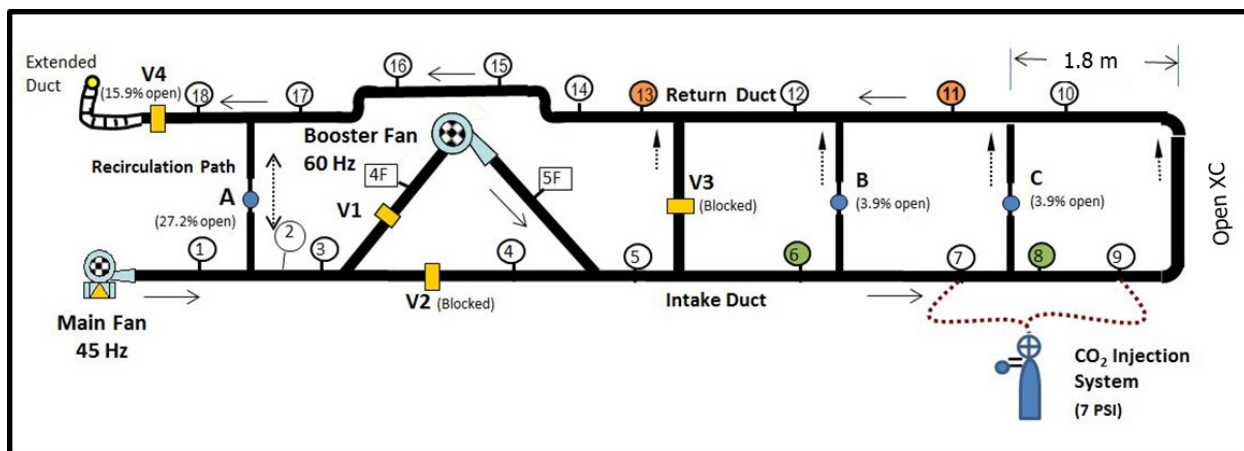 Extended
Duct
V4
(15.9% open)
18
17
16
15
14
13
Return Duct
12
11
10
1.8 m
Booster Fan
60 Hz
Recirculation Path
A
(27.2% open)
4F
5F
V1
V3
(Blocked)
B
(3.9% open)
C
(3.9% open)
Open XC
1
2
3
4
5
6
7
8
9
V2 (Blocked)
Intake Duct
Main Fan
45 Hz
CO₂ Injection
System
(7 PSI)